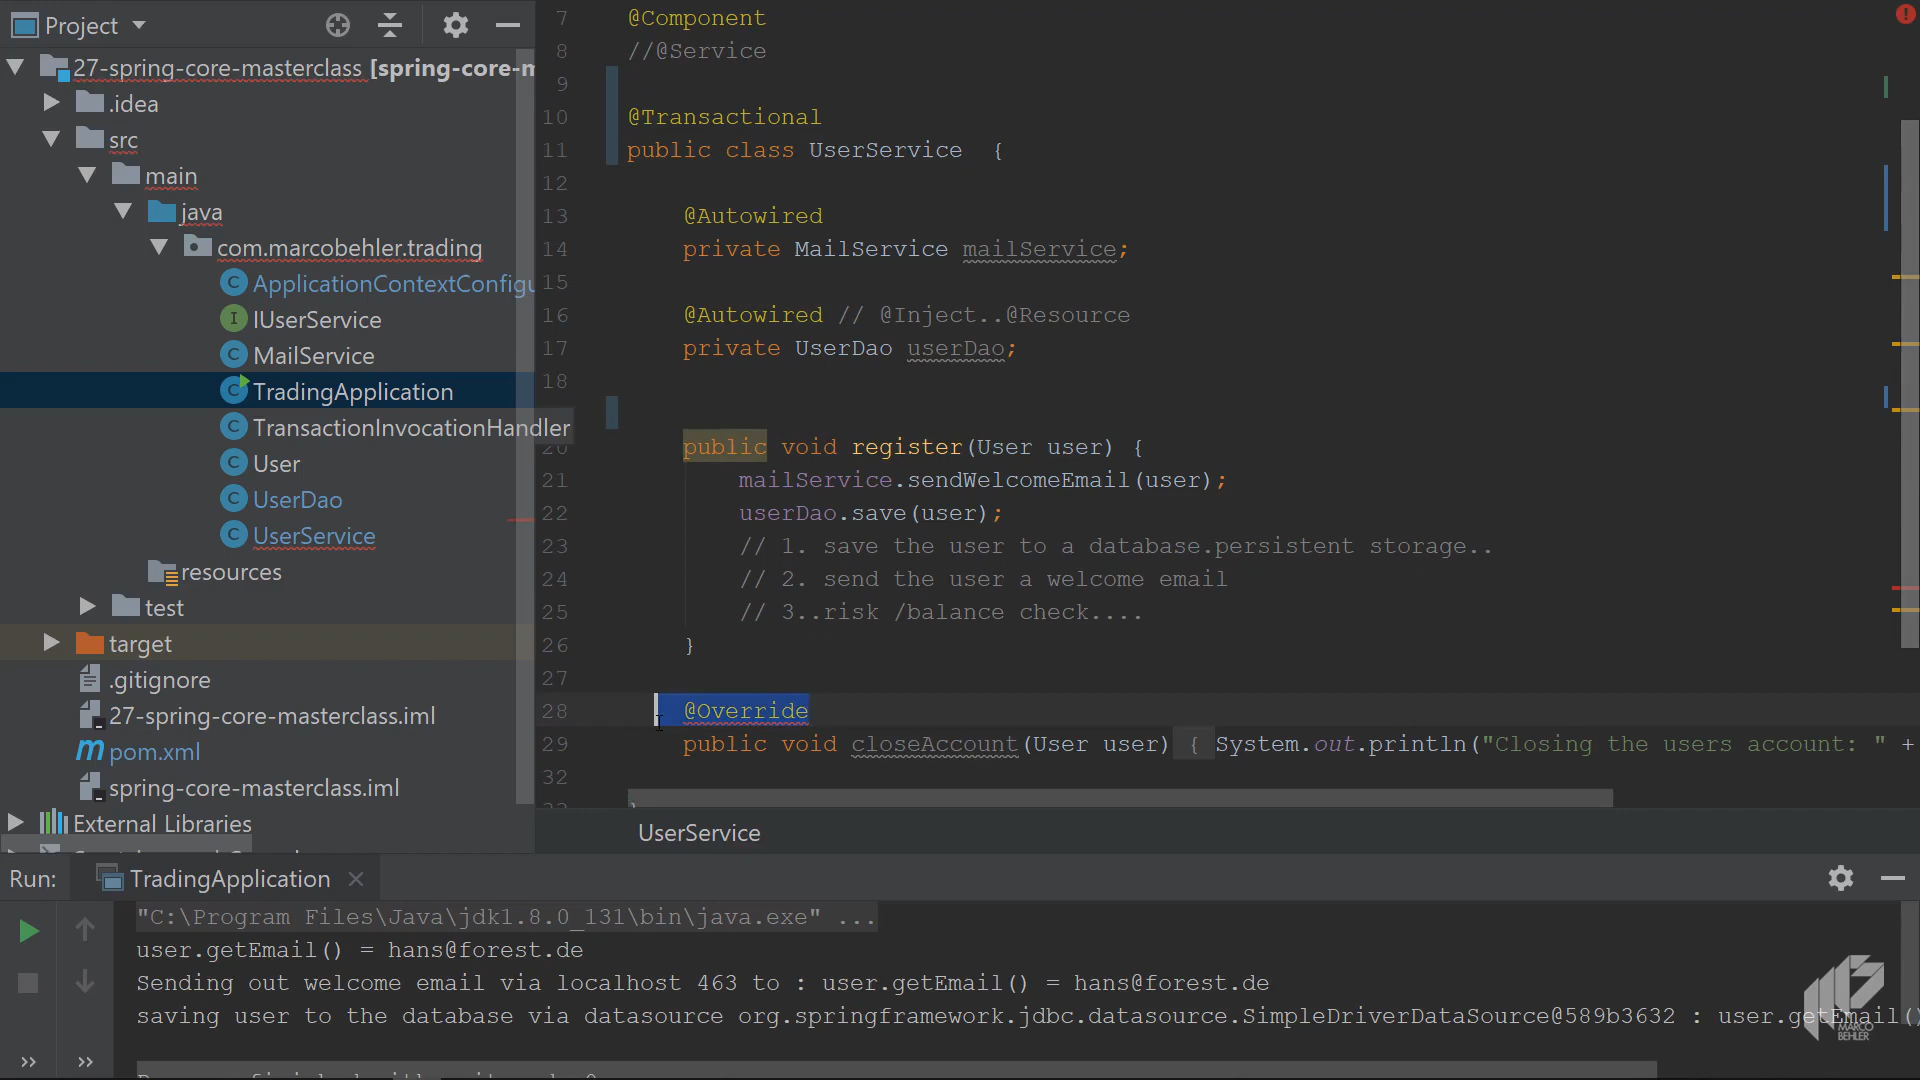 Project
27-spring-core-masterclass [spring-core-m
.idea
src
main
java
com.marcobehler.trading
ApplicationContextConfigu
IUserService
MailService
TradingApplication
TransactionInvocationHandler
User
UserDao
UserService
resources
test
target
.gitignore
27-spring-core-masterclass.iml
pom.xml
spring-core-masterclass.iml
External Libraries
7 @Component
8 //@Service
9
10 @Transactional
11 public class UserService {
12
13 @Autowired
14 private MailService mailService;
15
16 @Autowired // @Inject..@Resource
17 private UserDao userDao;
18
20 public void register(User user) {
21 mailService.sendWelcomeEmail(user);
22 userDao.save(user);
23 // 1. save the user to a database.persistent storage..
24 // 2. send the user a welcome email
25 // 3..risk /balance check....
26 }
27
28 @Override
29 public void closeAccount(User user) { System.out.println("Closing the users account: " +
32
UserService
Run: TradingApplication
"C:\Program Files\Java\jdk1.8.0_131\bin\java.exe" ...
user.getEmail() = hans@forest.de
Sending out welcome email via localhost 463 to : user.getEmail() = hans@forest.de
saving user to the database via datasource org.springframework.jdbc.datasource.SimpleDriverDataSource@589b3632 : user.getEmail()
MARCO
BEHLER